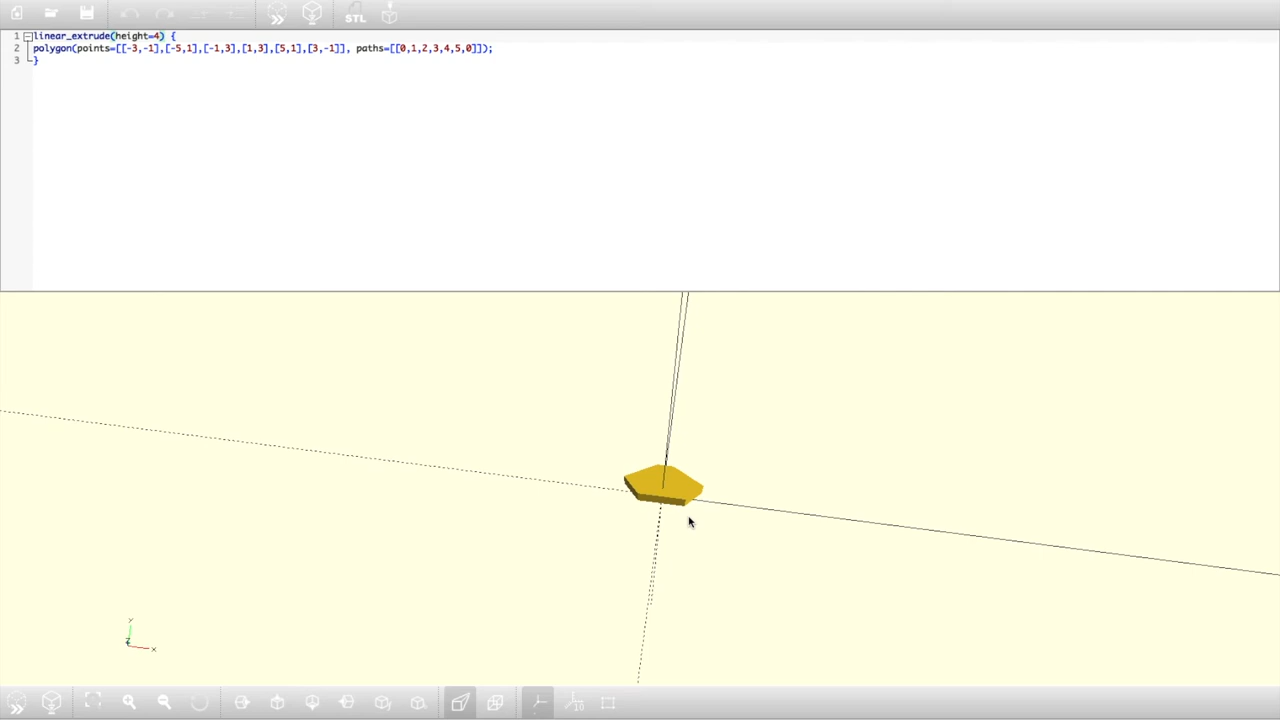 STL
1 linear_extrude(height=4) {
2 polygon(points=[[-3,-1],[-5,1],[-1,3],[1,3],[5,1],[3,-1]], paths=[[0,1,2,3,4,5,0]]);
3 }
y
z
x
10